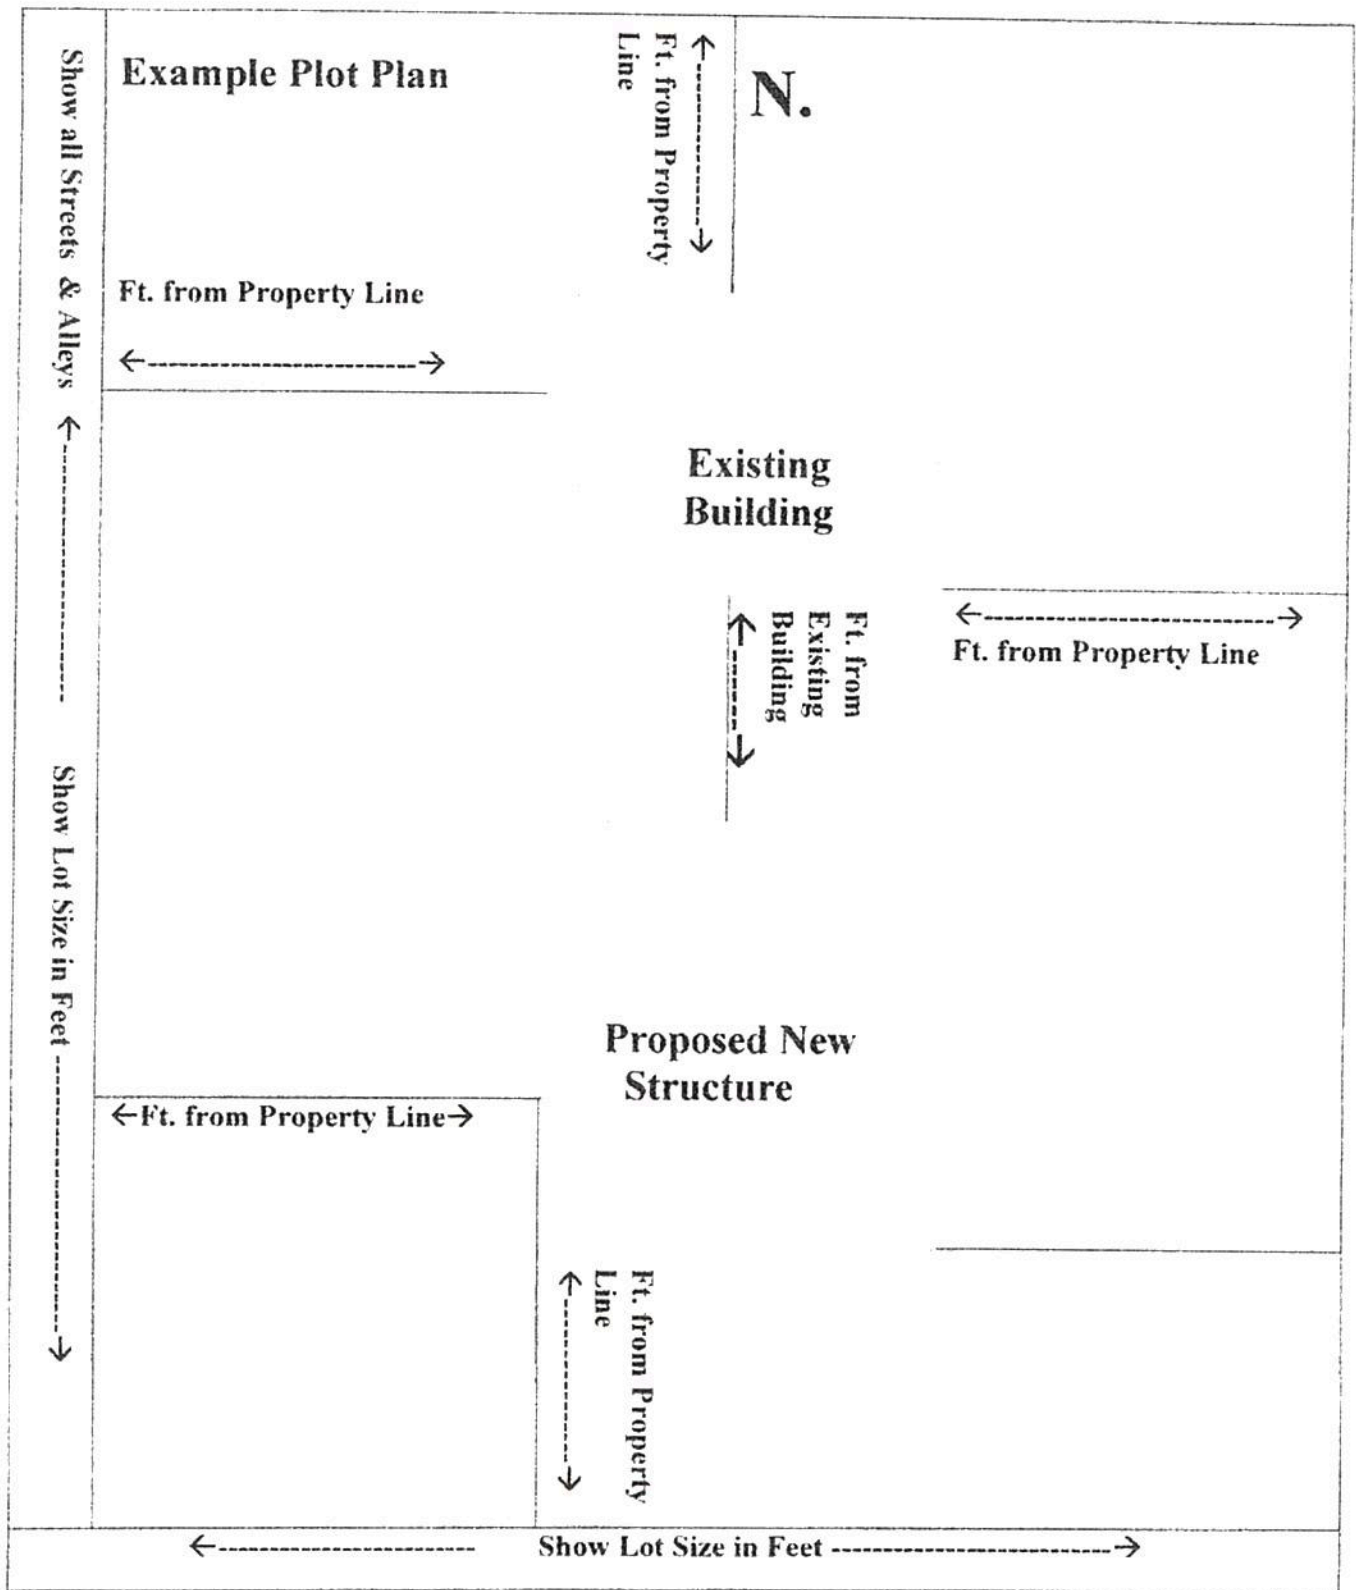 Example Plot Plan
Ft. from Property
Line
N.
Show all Streets & Alleys
Ft. from Property Line
Existing
Building
Ft. from
Existing
Building
Ft. from Property Line
Show Lot Size in Feet
Proposed New
Structure
Ft. from Property Line
Ft. from Property
Line
Show Lot Size in Feet